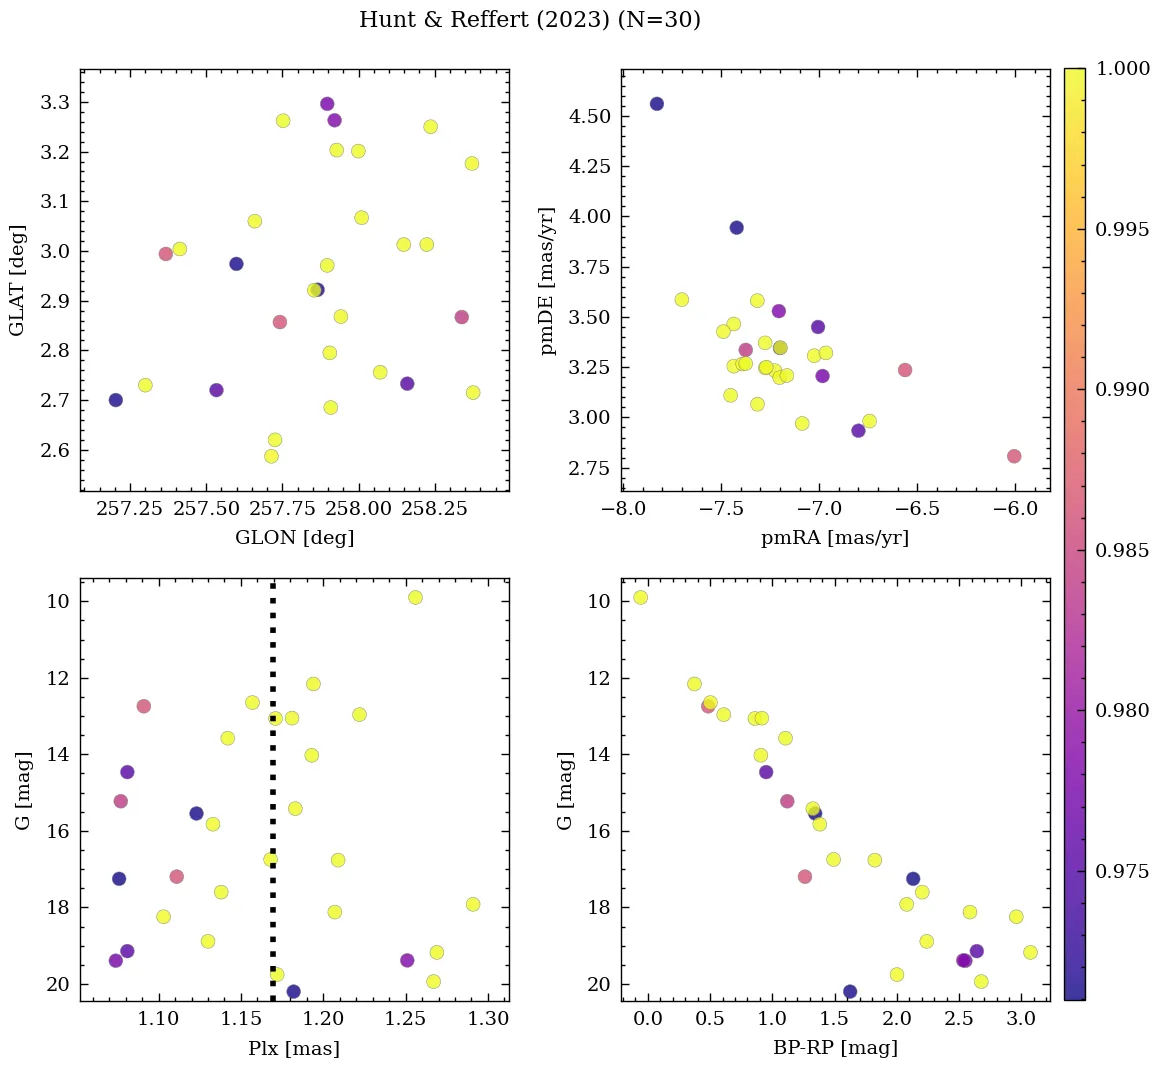 Hunt & Reffert (2023) (N=30)
3.3
3.2
3.1
3.0
2.9
2.8
2.7
2.6
GLAT [deg]
257.25 257.50 257.75 258.00 258.25
GLON [deg]
4.50
4.25
4.00
3.75
3.50
3.25
3.00
2.75
pmDE [mas/yr]
−8.0 −7.5 −7.0 −6.5 −6.0
pmRA [mas/yr]
10
12
14
16
18
20
G [mag]
1.10 1.15 1.20 1.25 1.30
Plx [mas]
10
12
14
16
18
20
G [mag]
0.0 0.5 1.0 1.5 2.0 2.5 3.0
BP-RP [mag]
1.000
0.995
0.990
0.985
0.980
0.975